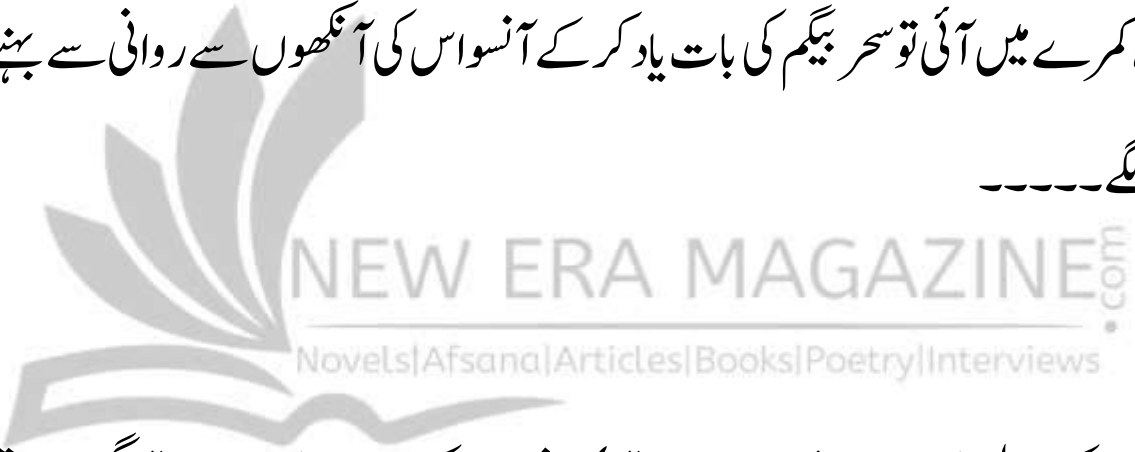 کمرے میں آئی تو سحر بیگم کی بات یاد کر کے آنسو اس کی آنکھوں سے روانی سے بہنے
لگے-----
NEW ERA MAGAZINE.com
Novels|Afsana|Articles|Books|Poetry|Interviews